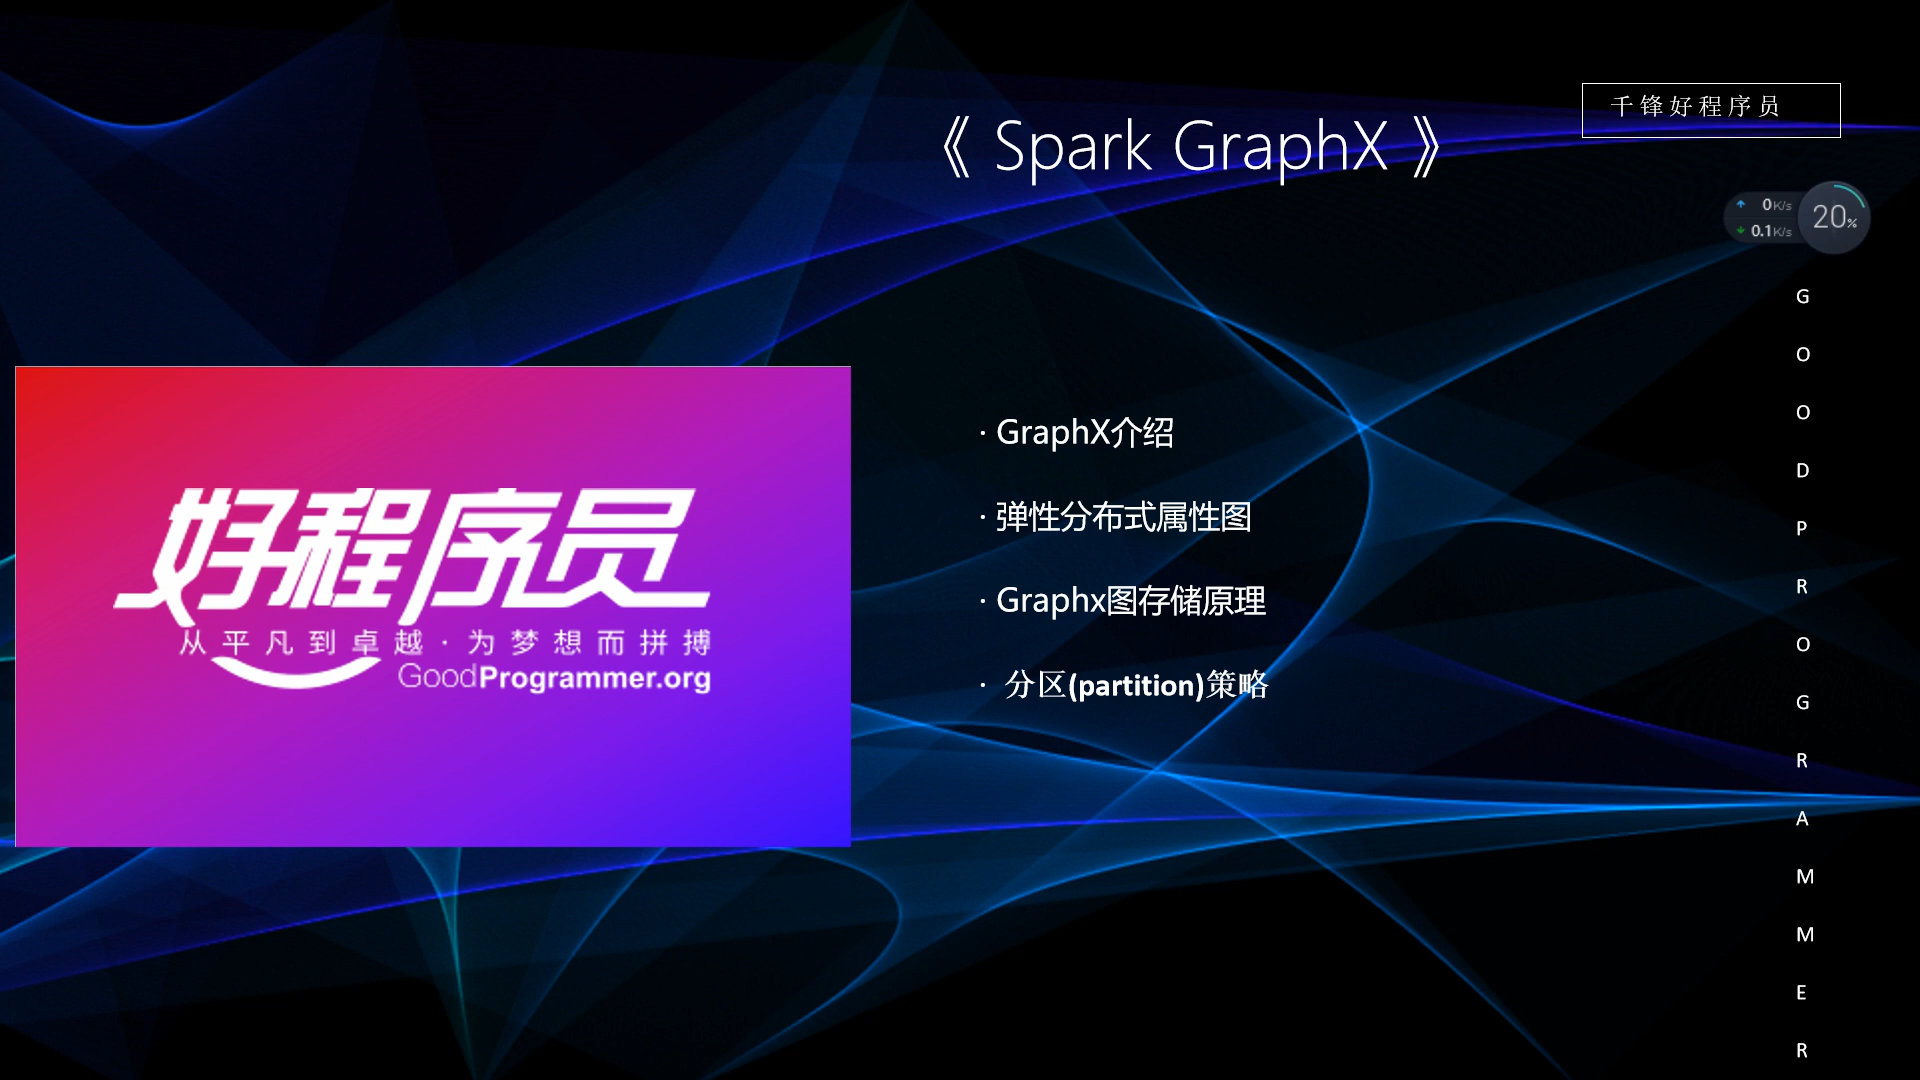 《 Spark GraphX 》
千锋好程序员
0K/s
0.1K/s
20%
好程序员
从平凡到卓越·为梦想而拼搏
GoodProgrammer.org
· GraphX介绍
· 弹性分布式属性图
· Graphx图存储原理
· 分区(partition)策略
G
O
O
D
P
R
O
G
R
A
M
M
E
R